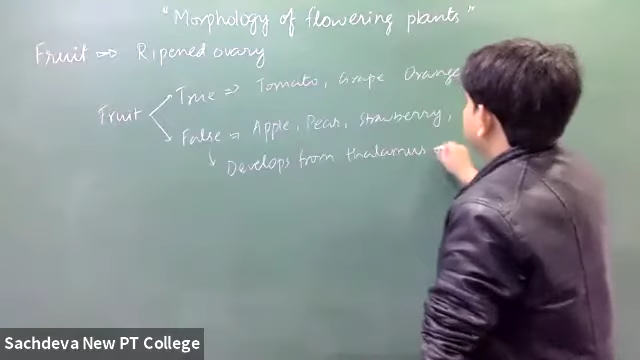 "Morphology of flowering plants"
Fruit => Ripened ovary
Fruit
True => Tomato, Grape Orange
False = Apple, Pear, Strawberry,
↳ Develops from thalamus
Sachdeva New PT College